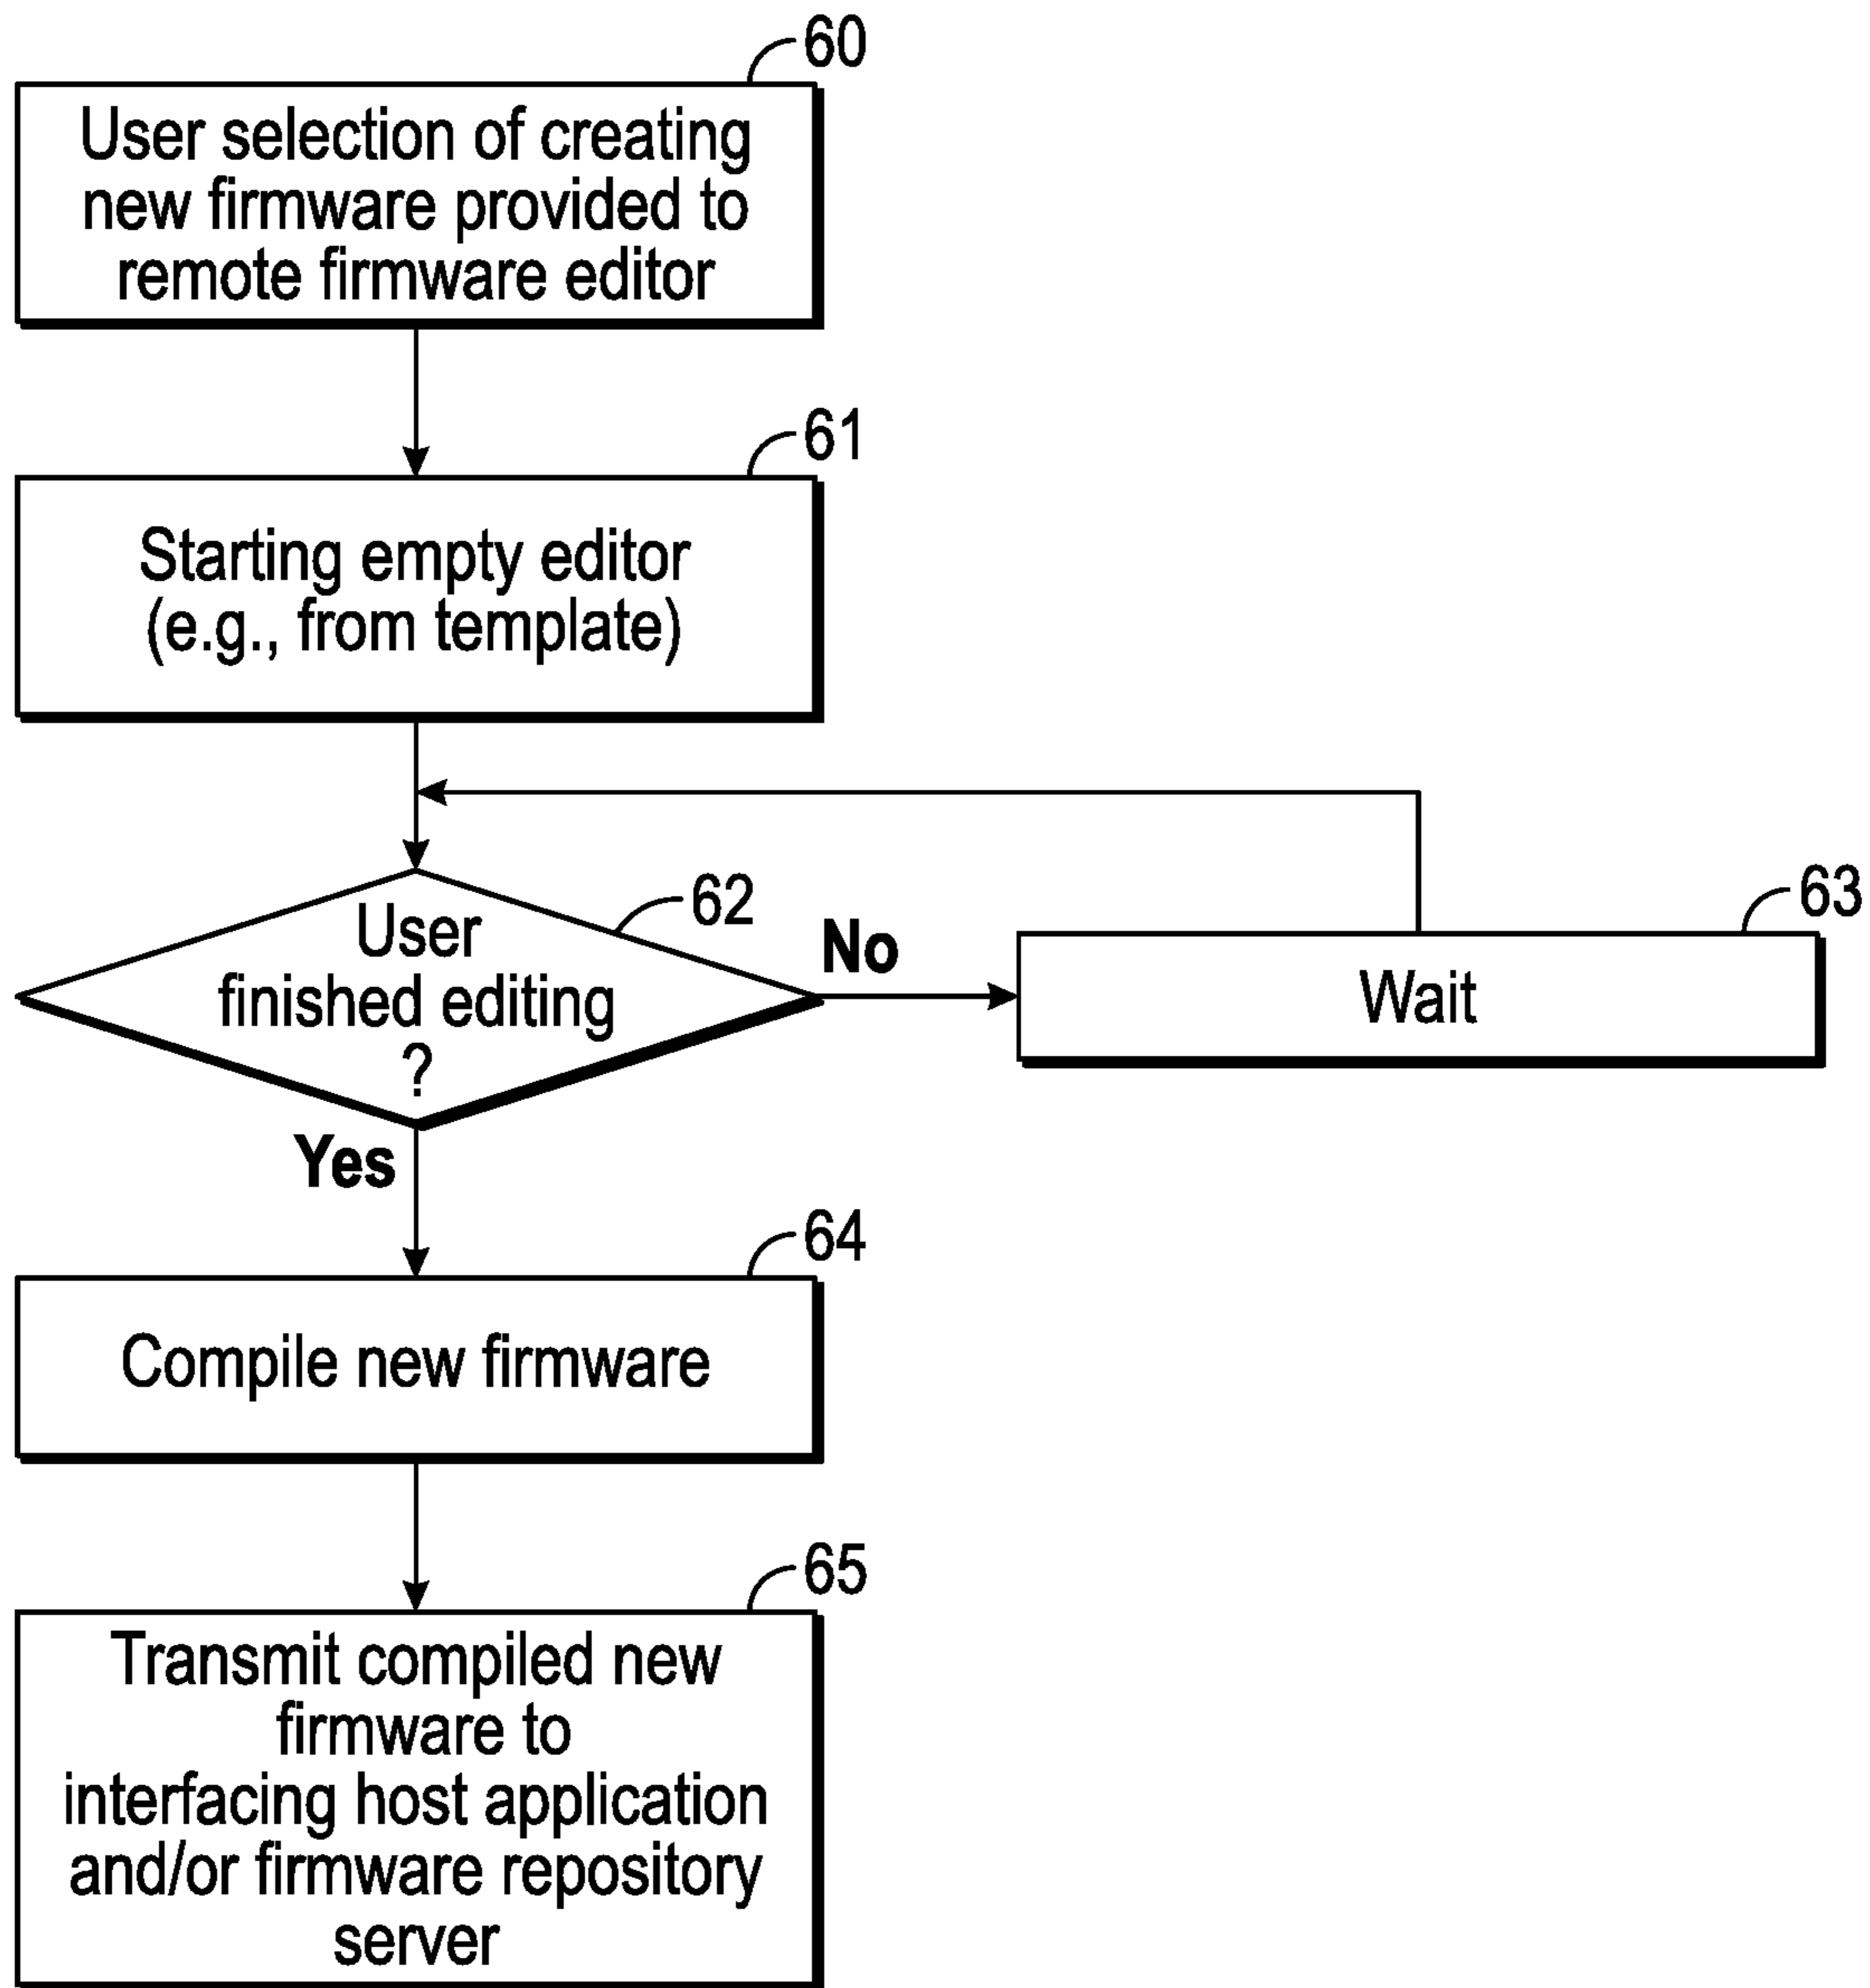 60
User selection of creating
new firmware provided to
remote firmware editor
61
Starting empty editor
(e.g., from template)
62
User
finished editing
?
No
63
Wait
Yes
64
Compile new firmware
65
Transmit compiled new
firmware to
interfacing host application
and/or firmware repository
server